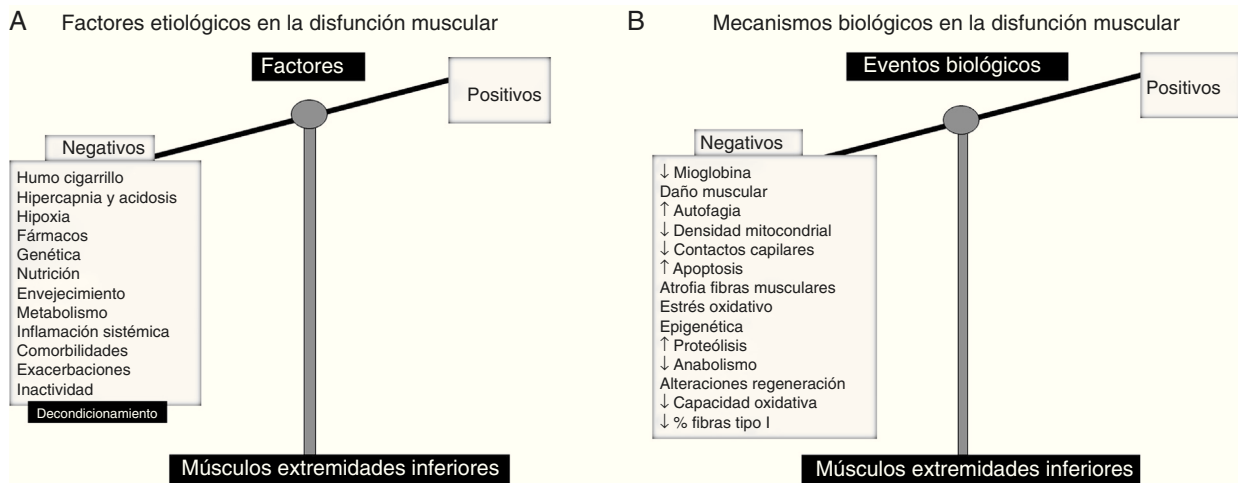 A Factores etiológicos en la disfunción muscular
Factores
Positivos
Negativos
Humo cigarrillo
Hipercapnia y acidosis
Hipoxia
Fármacos
Genética
Nutrición
Envejecimiento
Metabolismo
Inflamación sistémica
Comorbilidades
Exacerbaciones
Inactividad
Decondicionamiento
Músculos extremidades inferiores
B Mecanismos biológicos en la disfunción muscular
Eventos biológicos
Positivos
Negativos
↓ Mioglobina
Daño muscular
↑ Autofagia
↓ Densidad mitocondrial
↓ Contactos capilares
↑ Apoptosis
Atrofia fibras musculares
Estrés oxidativo
Epigenética
↑ Proteólisis
↓ Anabolismo
Alteraciones regeneración
↓ Capacidad oxidativa
↓ % fibras tipo I
Músculos extremidades inferiores